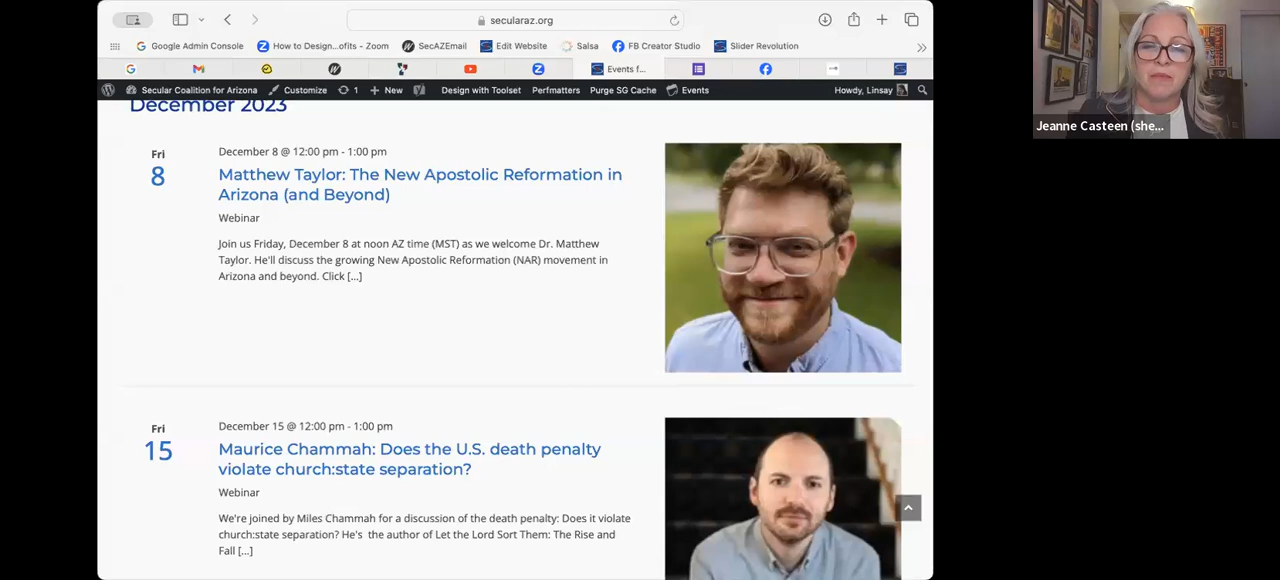 secularaz.org
Google Admin Console
How to Design...ofits - Zoom
SecAZEmail
Edit Website
Salsa
FB Creator Studio
Slider Revolution
Events f...
Secular Coalition for Arizona
Customize
1
New
Design with Toolset
Perfmatters
Purge SG Cache
Events
Howdy, Linsay
December 2023
Fri
8
December 8 @ 12:00 pm - 1:00 pm
Matthew Taylor: The New Apostolic Reformation in
Arizona (and Beyond)
Webinar
Join us Friday, December 8 at noon AZ time (MST) as we welcome Dr. Matthew
Taylor. He'll discuss the growing New Apostolic Reformation (NAR) movement in
Arizona and beyond. Click [...]
Fri
15
December 15 @ 12:00 pm - 1:00 pm
Maurice Chammah: Does the U.S. death penalty
violate church:state separation?
Webinar
We're joined by Miles Chammah for a discussion of the death penalty: Does it violate
church:state separation? He's the author of Let the Lord Sort Them: The Rise and
Fall [...]
Jeanne Casteen (she...